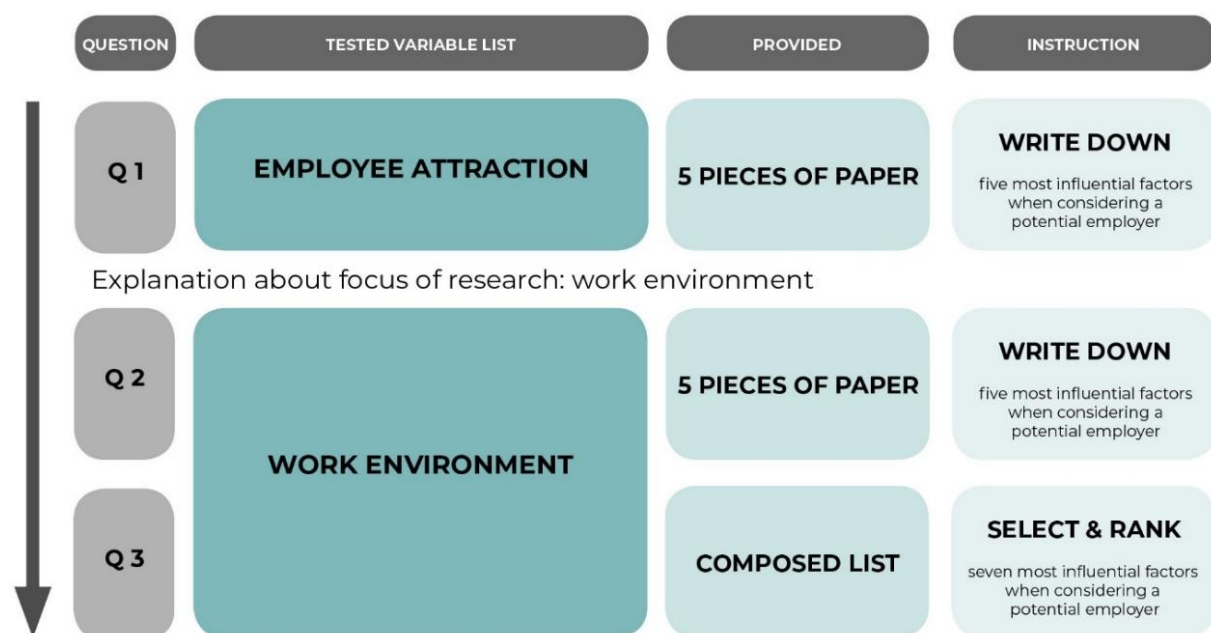 QUESTION
TESTED VARIABLE LIST
PROVIDED
INSTRUCTION
Q 1
EMPLOYEE ATTRACTION
5 PIECES OF PAPER
WRITE DOWN
five most influential factors
when considering a
potential employer
Explanation about focus of research: work environment
Q 2
WORK ENVIRONMENT
5 PIECES OF PAPER
WRITE DOWN
five most influential factors
when considering a
potential employer
Q 3
COMPOSED LIST
SELECT & RANK
seven most influential factors
when considering a
potential employer